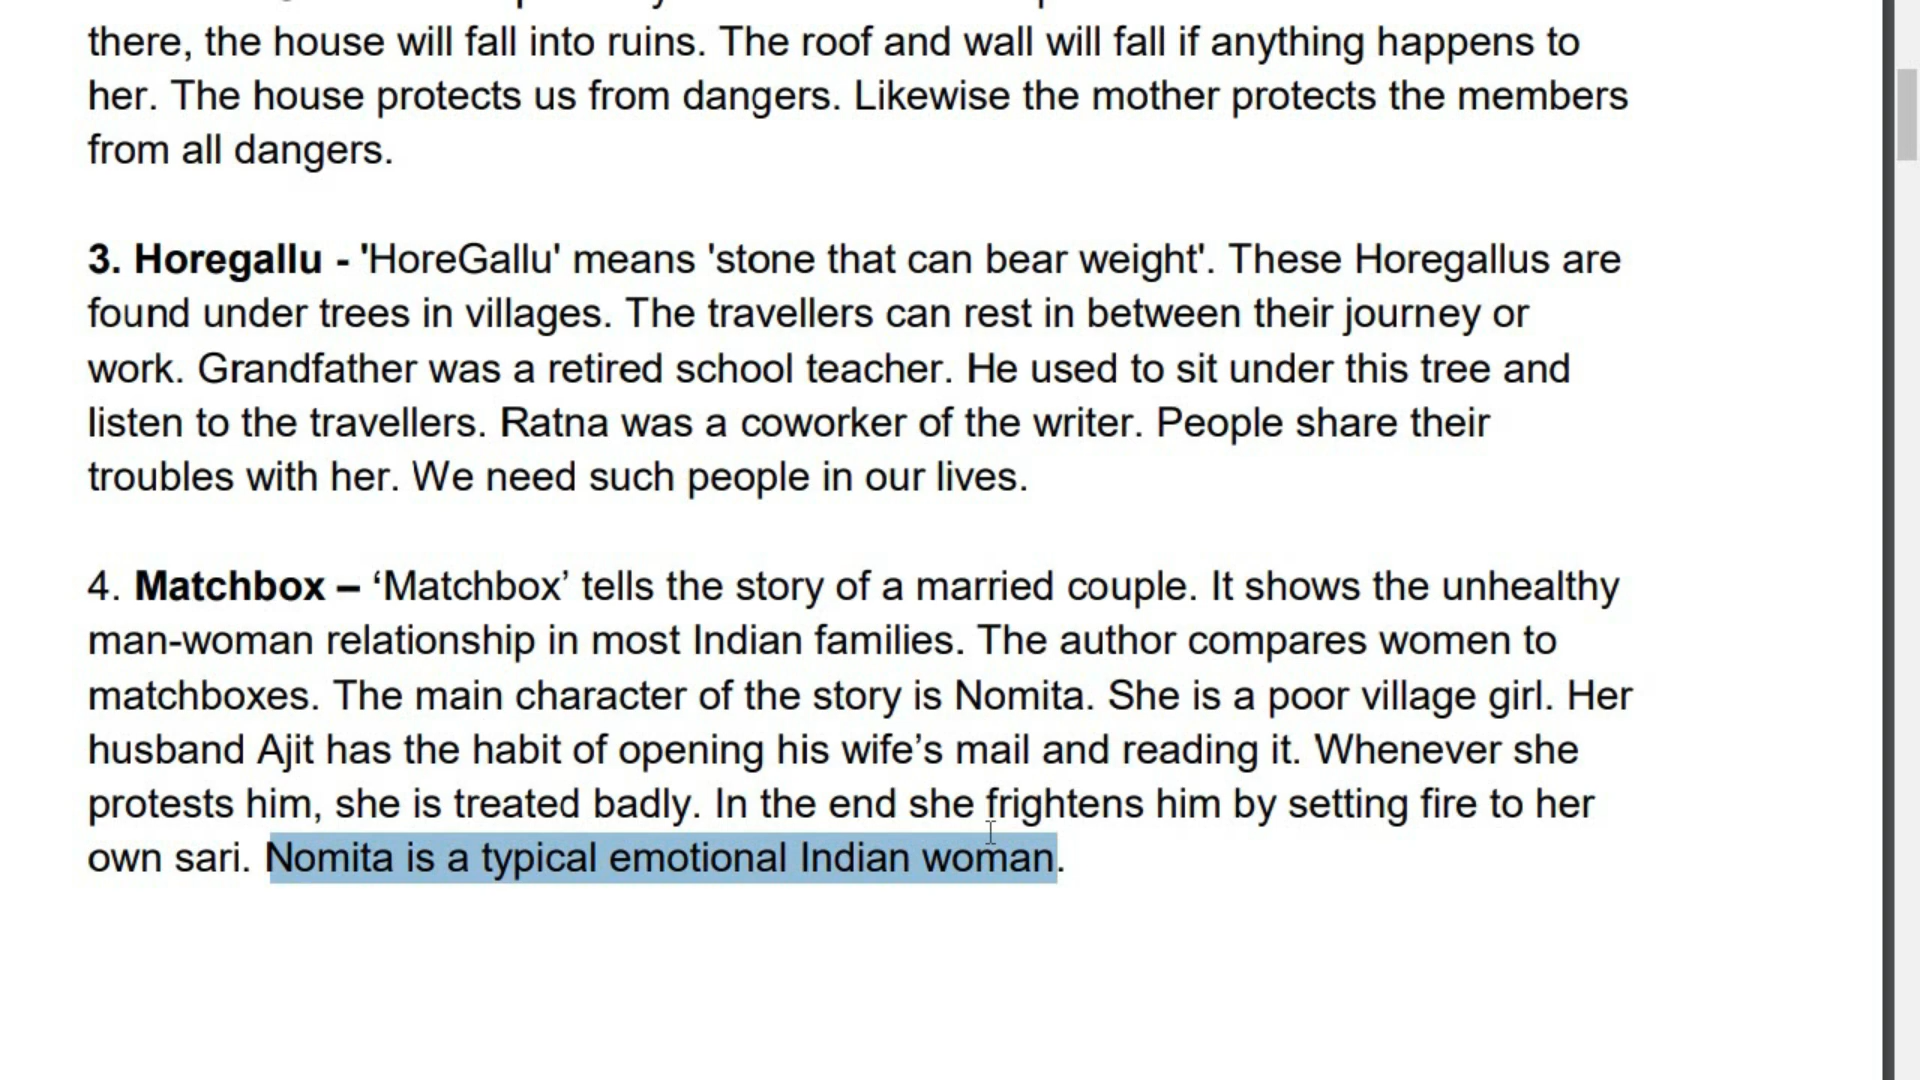 there, the house will fall into ruins. The roof and wall will fall if anything happens to
her. The house protects us from dangers. Likewise the mother protects the members
from all dangers.
3. Horegallu - 'HoreGallu' means 'stone that can bear weight'. These Horegallus are
found under trees in villages. The travellers can rest in between their journey or
work. Grandfather was a retired school teacher. He used to sit under this tree and
listen to the travellers. Ratna was a coworker of the writer. People share their
troubles with her. We need such people in our lives.
4. Matchbox – ‘Matchbox’ tells the story of a married couple. It shows the unhealthy
man-woman relationship in most Indian families. The author compares women to
matchboxes. The main character of the story is Nomita. She is a poor village girl. Her
husband Ajit has the habit of opening his wife’s mail and reading it. Whenever she
protests him, she is treated badly. In the end she frightens him by setting fire to her
own sari. Nomita is a typical emotional Indian woman.